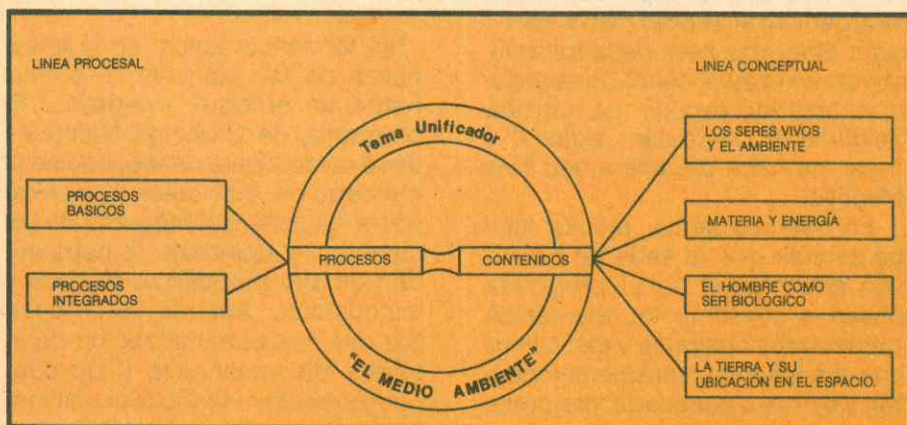 LINEA PROCESAL
LINEA CONCEPTUAL
Tema Unificador
LOS SERES VIVOS
Y EL AMBIENTE
PROCESOS
BASICOS
MATERIA Y ENERGÍA
PROCESOS
CONTENIDOS
PROCESOS
INTEGRADOS
EL HOMBRE COMO
SER BIOLÓGICO
"EL MEDIO AMBIENTE"
LA TIERRA Y SU
UBICACIÓN EN EL ESPACIO.